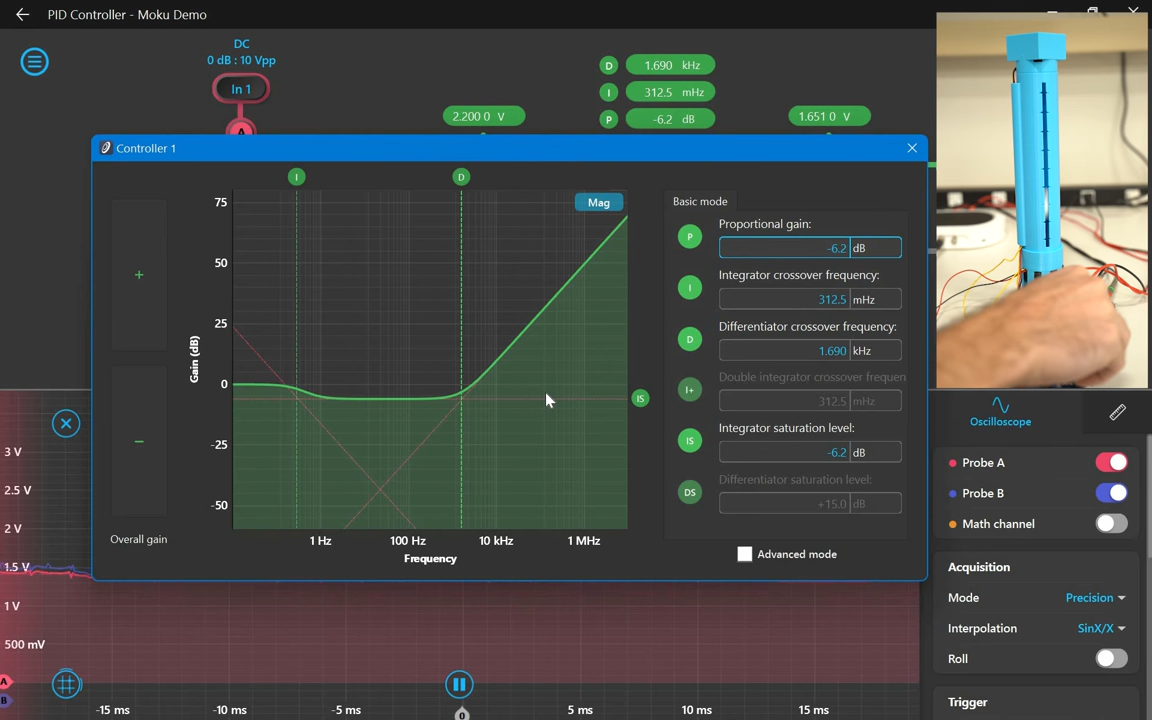 PID Controller - Moku Demo
DC
0 dB : 10 Vpp
In 1
A
D 1.690 kHz
I 312.5 mHz
P -6.2 dB
2.200 0 V
1.651 0 V
Controller 1
+
−
Overall gain
I
D
Mag
75
50
25
0
-25
-50
Gain (dB)
IS
1 Hz
100 Hz
10 kHz
1 MHz
Frequency
Basic mode
P
Proportional gain:
-6.2 dB
I
Integrator crossover frequency:
312.5 mHz
D
Differentiator crossover frequency:
1.690 kHz
I+
Double integrator crossover frequen
312.5 mHz
IS
Integrator saturation level:
-6.2 dB
DS
Differentiator saturation level:
+15.0 dB
Advanced mode
3 V
2.5 V
2 V
1.5 V
1 V
500 mV
A
B
-15 ms
-10 ms
-5 ms
0
5 ms
10 ms
15 ms
Oscilloscope
Probe A
Probe B
Math channel
Acquisition
Mode Precision
Interpolation SinX/X
Roll
Trigger